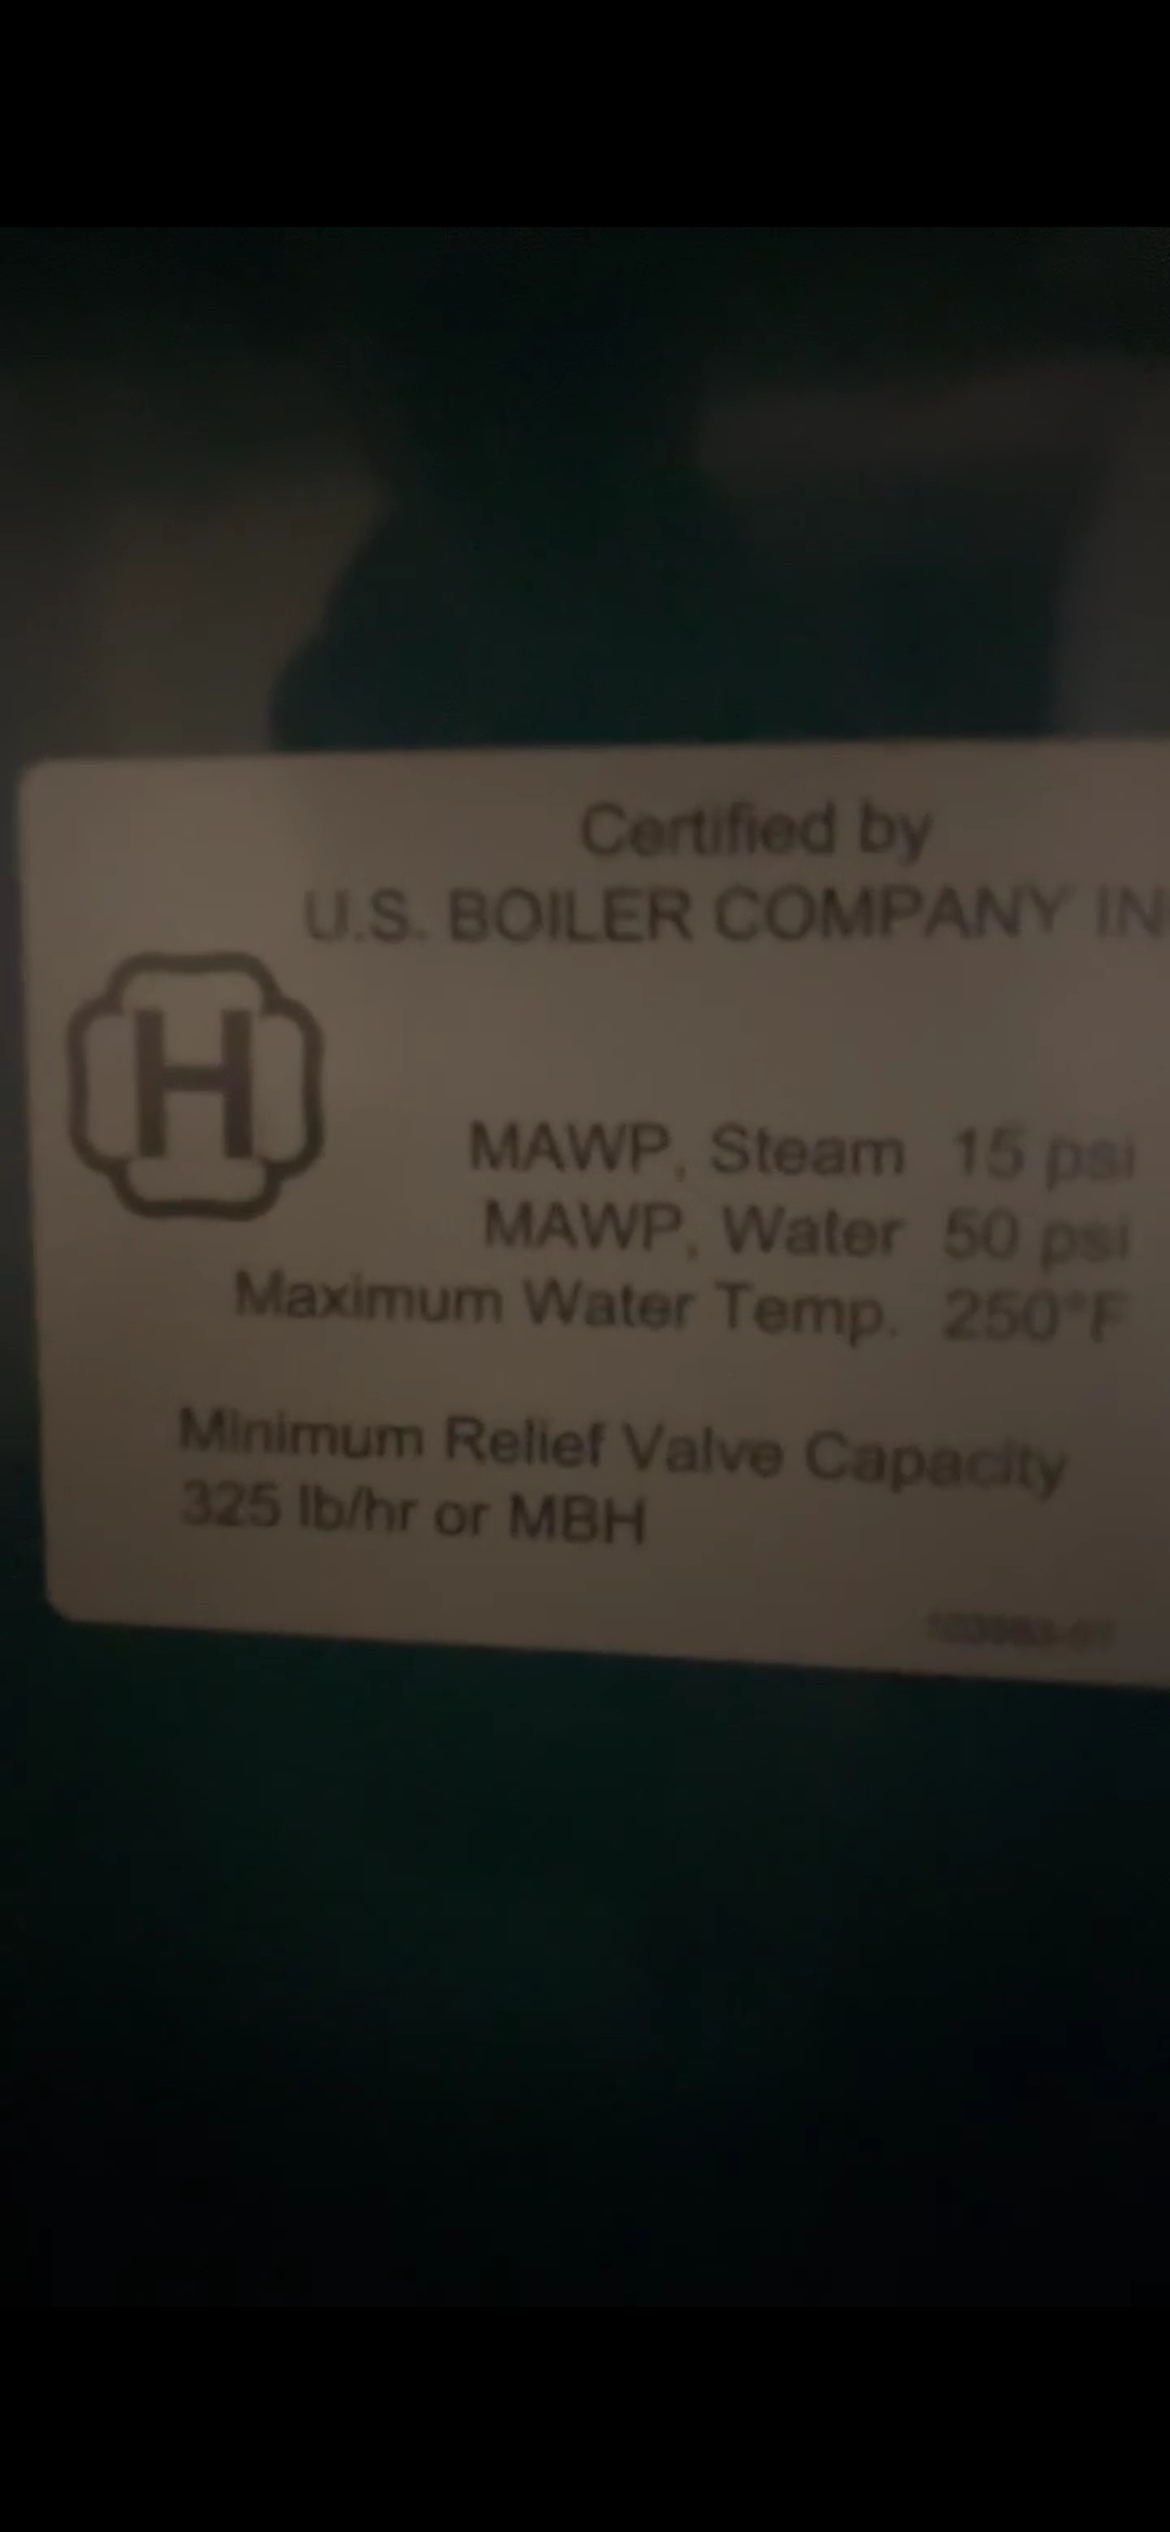 Certified by
U.S. BOILER COMPANY IN
H
MAWP, Steam 15 psi
MAWP, Water 50 psi
Maximum Water Temp. 250°F
Minimum Relief Valve Capacity
325 lb/hr or MBH